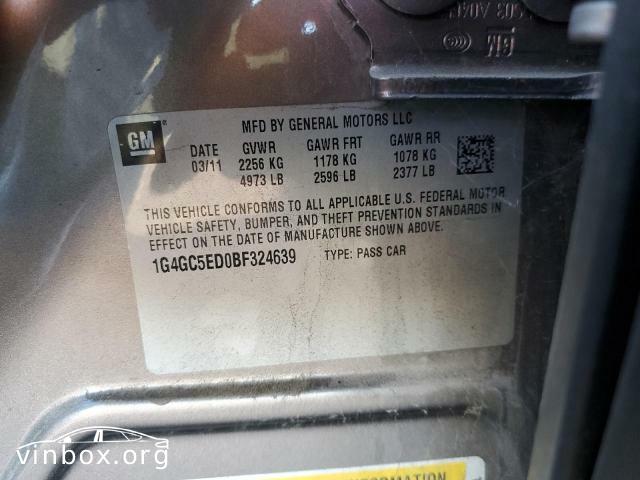 GM
GM
MFD BY GENERAL MOTORS LLC
DATE GVWR GAWR FRT GAWR RR
03/11 2256 KG 1178 KG 1078 KG
4973 LB 2596 LB 2377 LB
THIS VEHICLE CONFORMS TO ALL APPLICABLE U.S. FEDERAL MOTOR
VEHICLE SAFETY, BUMPER, AND THEFT PREVENTION STANDARDS IN
EFFECT ON THE DATE OF MANUFACTURE SHOWN ABOVE.
1G4GC5ED0BF324639 TYPE: PASS CAR
vinbox.org
INFORMATION